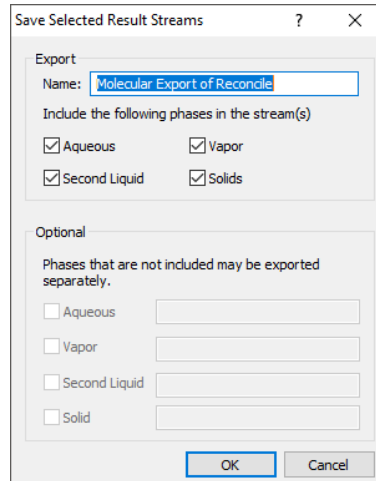 Save Selected Result Streams ?
Export
Name: Molecular Export of Reconcile
Include the following phases in the stream(s)
Aqueous Vapor
Second Liquid Solids
Optional
Phases that are not included may be exported
separately.
Aqueous
Vapor
Second Liquid
Solid
OK Cancel